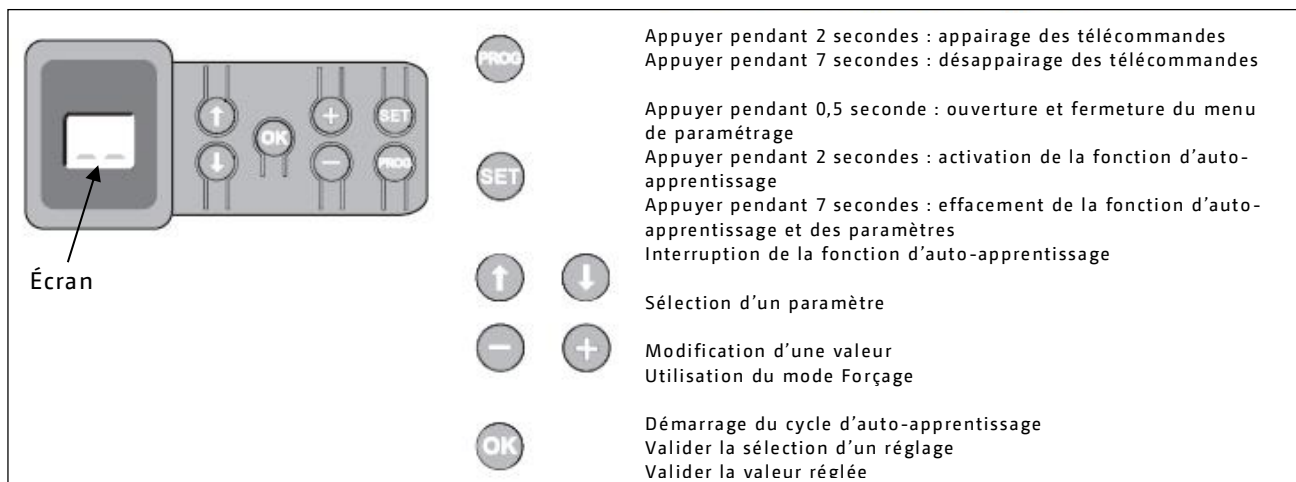 PROG
Appuyer pendant 2 secondes : appairage des télécommandes
Appuyer pendant 7 secondes : désappairage des télécommandes
SET
Appuyer pendant 0,5 seconde : ouverture et fermeture du menu
de paramétrage
Appuyer pendant 2 secondes : activation de la fonction d'auto-
apprentissage
Appuyer pendant 7 secondes : effacement de la fonction d'auto-
apprentissage et des paramètres
Interruption de la fonction d'auto-apprentissage
Sélection d'un paramètre
Modification d'une valeur
Utilisation du mode Forçage
OK
Démarrage du cycle d'auto-apprentissage
Valider la sélection d'un réglage
Valider la valeur réglée
OK
SET
PROG
Écran